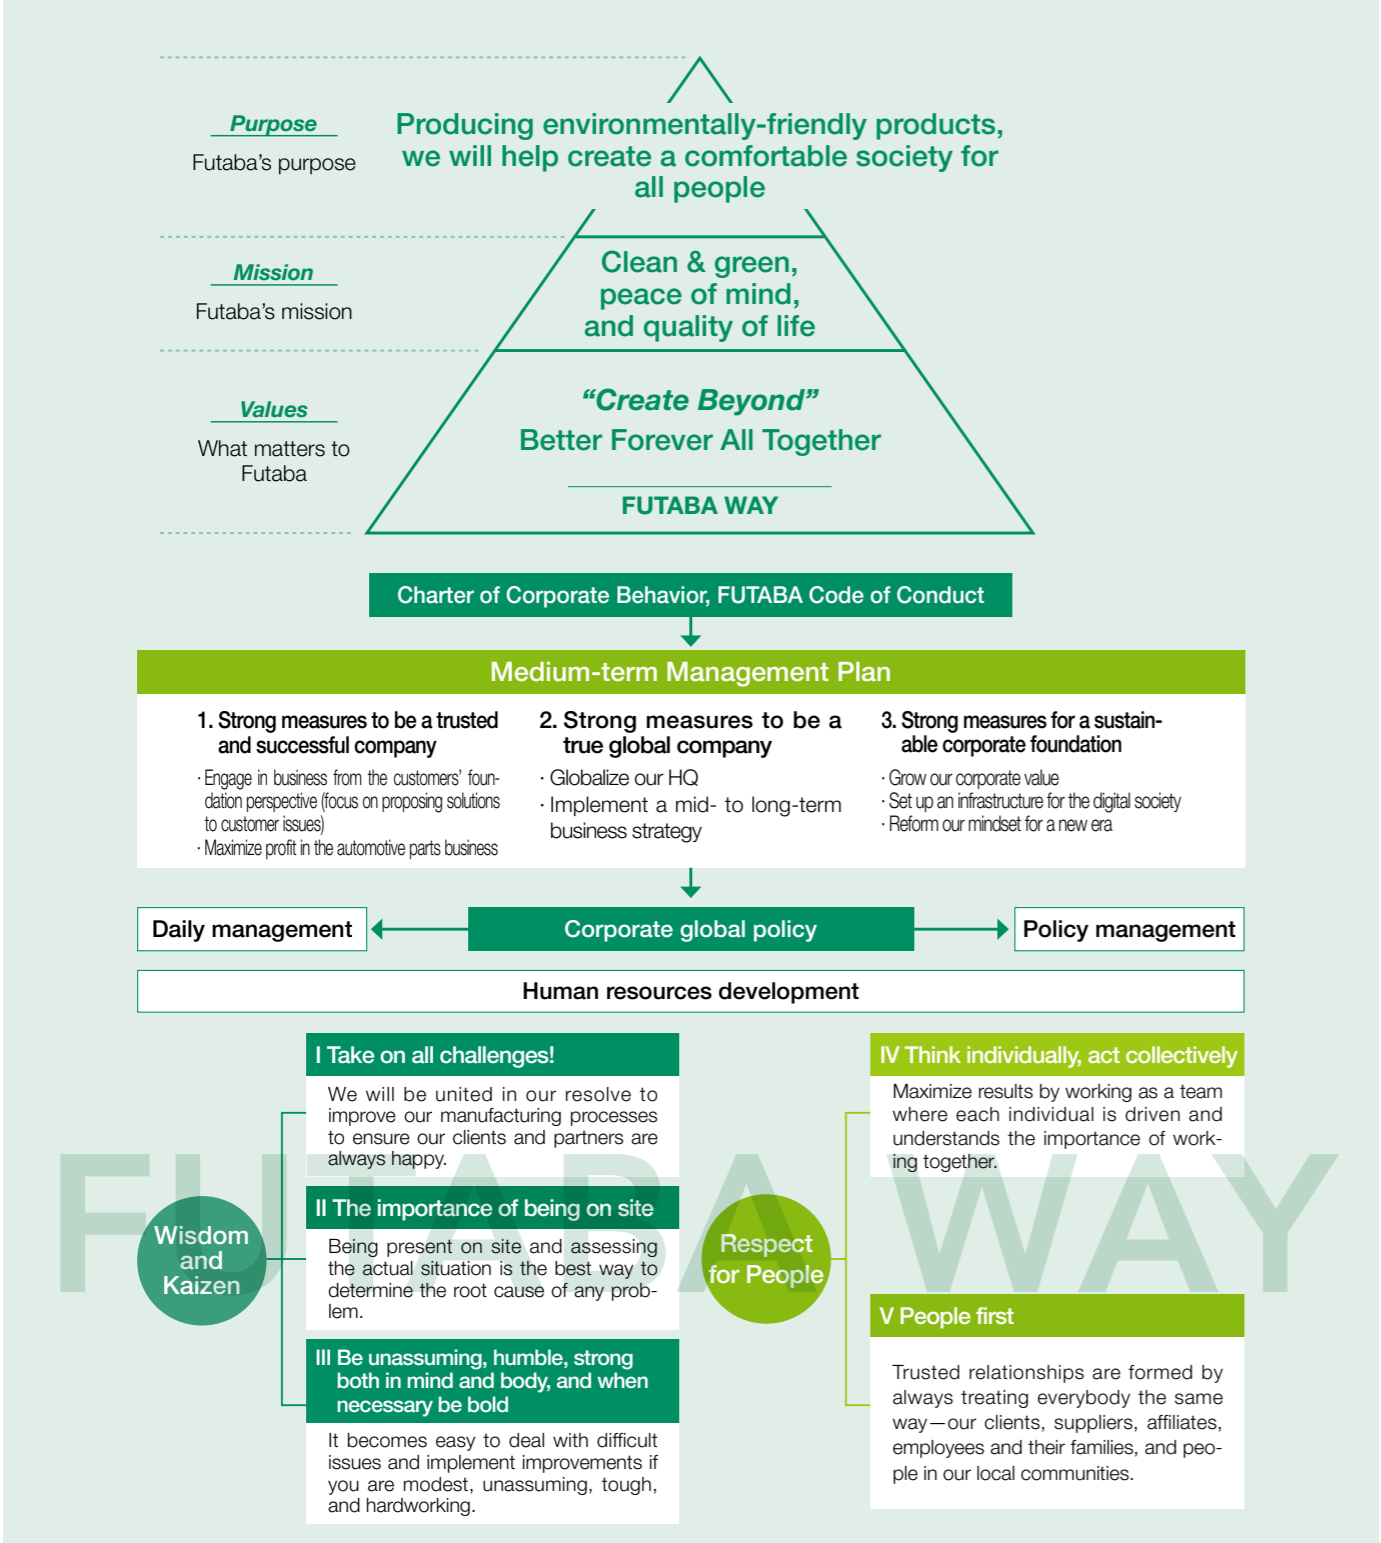 Purpose
Futaba's purpose
Producing environmentally-friendly products,
we will help create a comfortable society for
all people
Mission
Futaba's mission
Clean & green,
peace of mind,
and quality of life
Values
What matters to
Futaba
“Create Beyond”
Better Forever All Together
FUTABA WAY
Charter of Corporate Behavior, FUTABA Code of Conduct
Medium-term Management Plan
1. Strong measures to be a trusted
and successful company
· Engage in business from the customers' foun-
dation perspective (focus on proposing solutions
to customer issues)
· Maximize profit in the automotive parts business
2. Strong measures to be a
true global company
· Globalize our HQ
· Implement a mid- to long-term
business strategy
3. Strong measures for a sustain-
able corporate foundation
· Grow our corporate value
· Set up an infrastructure for the digital society
· Reform our mindset for a new era
Daily management
Corporate global policy
Policy management
Human resources development
FUTABA WAY
Wisdom
and
Kaizen
I Take on all challenges!
We will be united in our resolve to
improve our manufacturing processes
to ensure our clients and partners are
always happy.
II The importance of being on site
Being present on site and assessing
the actual situation is the best way to
determine the root cause of any prob-
lem.
III Be unassuming, humble, strong
both in mind and body, and when
necessary be bold
It becomes easy to deal with difficult
issues and implement improvements if
you are modest, unassuming, tough,
and hardworking.
Respect
for People
IV Think individually, act collectively
Maximize results by working as a team
where each individual is driven and
understands the importance of work-
ing together.
V People first
Trusted relationships are formed by
always treating everybody the same
way—our clients, suppliers, affiliates,
employees and their families, and peo-
ple in our local communities.